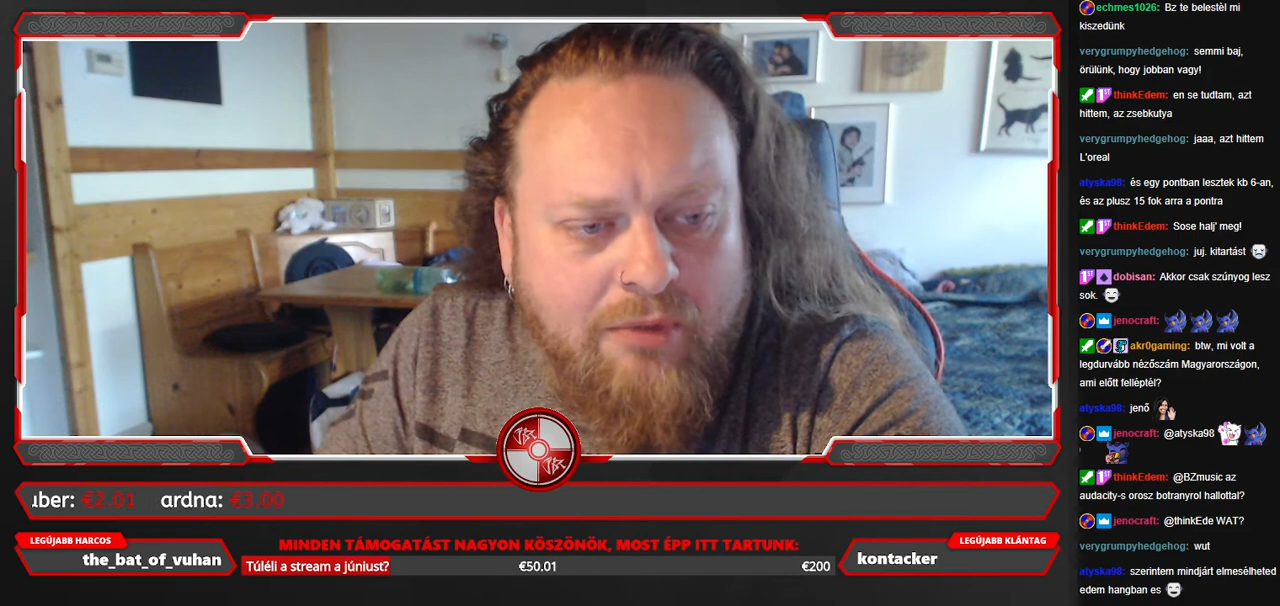 echmes1026: Bz te belestèl mi
kiszedünk
verygrumpyhedgehog: semmi baj,
örülünk, hogy jobban vagy!
thinkEdem: en se tudtam, azt
hittem, az zsebkutya
verygrumpyhedgehog: jaaa, azt hittem
L'oreal
atyska98: és egy pontban lesztek kb 6-an,
és az plusz 15 fok arra a pontra
thinkEdem: Sose halj' meg!
verygrumpyhedgehog: juj. kitartást
dobisan: Akkor csak szúnyog lesz
sok.
jenocraft:
akr0gaming: btw, mi volt a
legdurvább nézőszám Magyarországon,
ami előtt felléptél?
atyska98: jenő
jenocraft: @atyska98
thinkEdem: @BZmusic az
audacity-s orosz botranyrol hallottal?
jenocraft: @thinkEde WAT?
verygrumpyhedgehog: wut
atyska98: szerintem mindjárt elmesélheted
edem hangban es
ber: €2.01 ardna: €3.00
LEGÚJABB HARCOS
the_bat_of_vuhan
MINDEN TÁMOGATÁST NAGYON KÖSZÖNÖK, MOST ÉPP ITT TARTUNK:
Túléli a stream a júniust? €50.01 €200
LEGÚJABB KLÁNTAG
kontacker